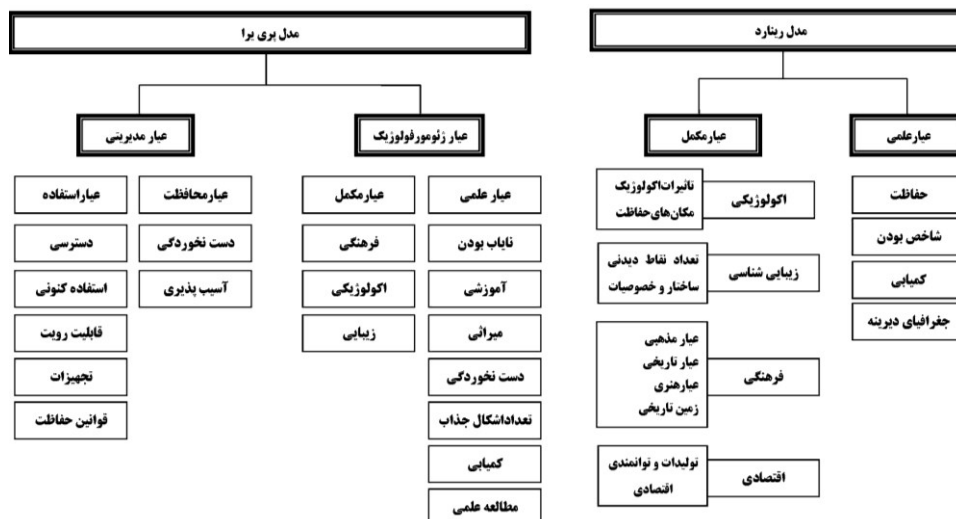 مدل رینارد
عیارعلمی
عیارمکمل
حفاظت
شاخص بودن
کمیابی
جغرافیای دیرینه
اکولوژیکی
تاثیرات اکولوژیک
مکان‌های حفاظت
زیبایی شناسی
تعداد نقاط دیدنی
ساختار و خصوصیات
فرهنگی
عیار مذهبی
عیار تاریخی
عیارهنری
زمین تاریخی
اقتصادی
تولیدات و توانمندی
اقتصادی
مدل پری یرا
عیار ژئومورفولوژیک
عیار مدیریتی
عیار علمی
نایاب بودن
آموزشی
میراثی
دست نخوردگی
تعداداشکال جذاب
کمیابی
مطالعه علمی
عیارمکمل
فرهنگی
اکولوژیکی
زیبایی
عیارمحافظت
دست نخوردگی
آسیب پذیری
عیاراستفاده
دسترسی
استفاده کنونی
قابلیت رویت
تجهیزات
قوانین حفاظت